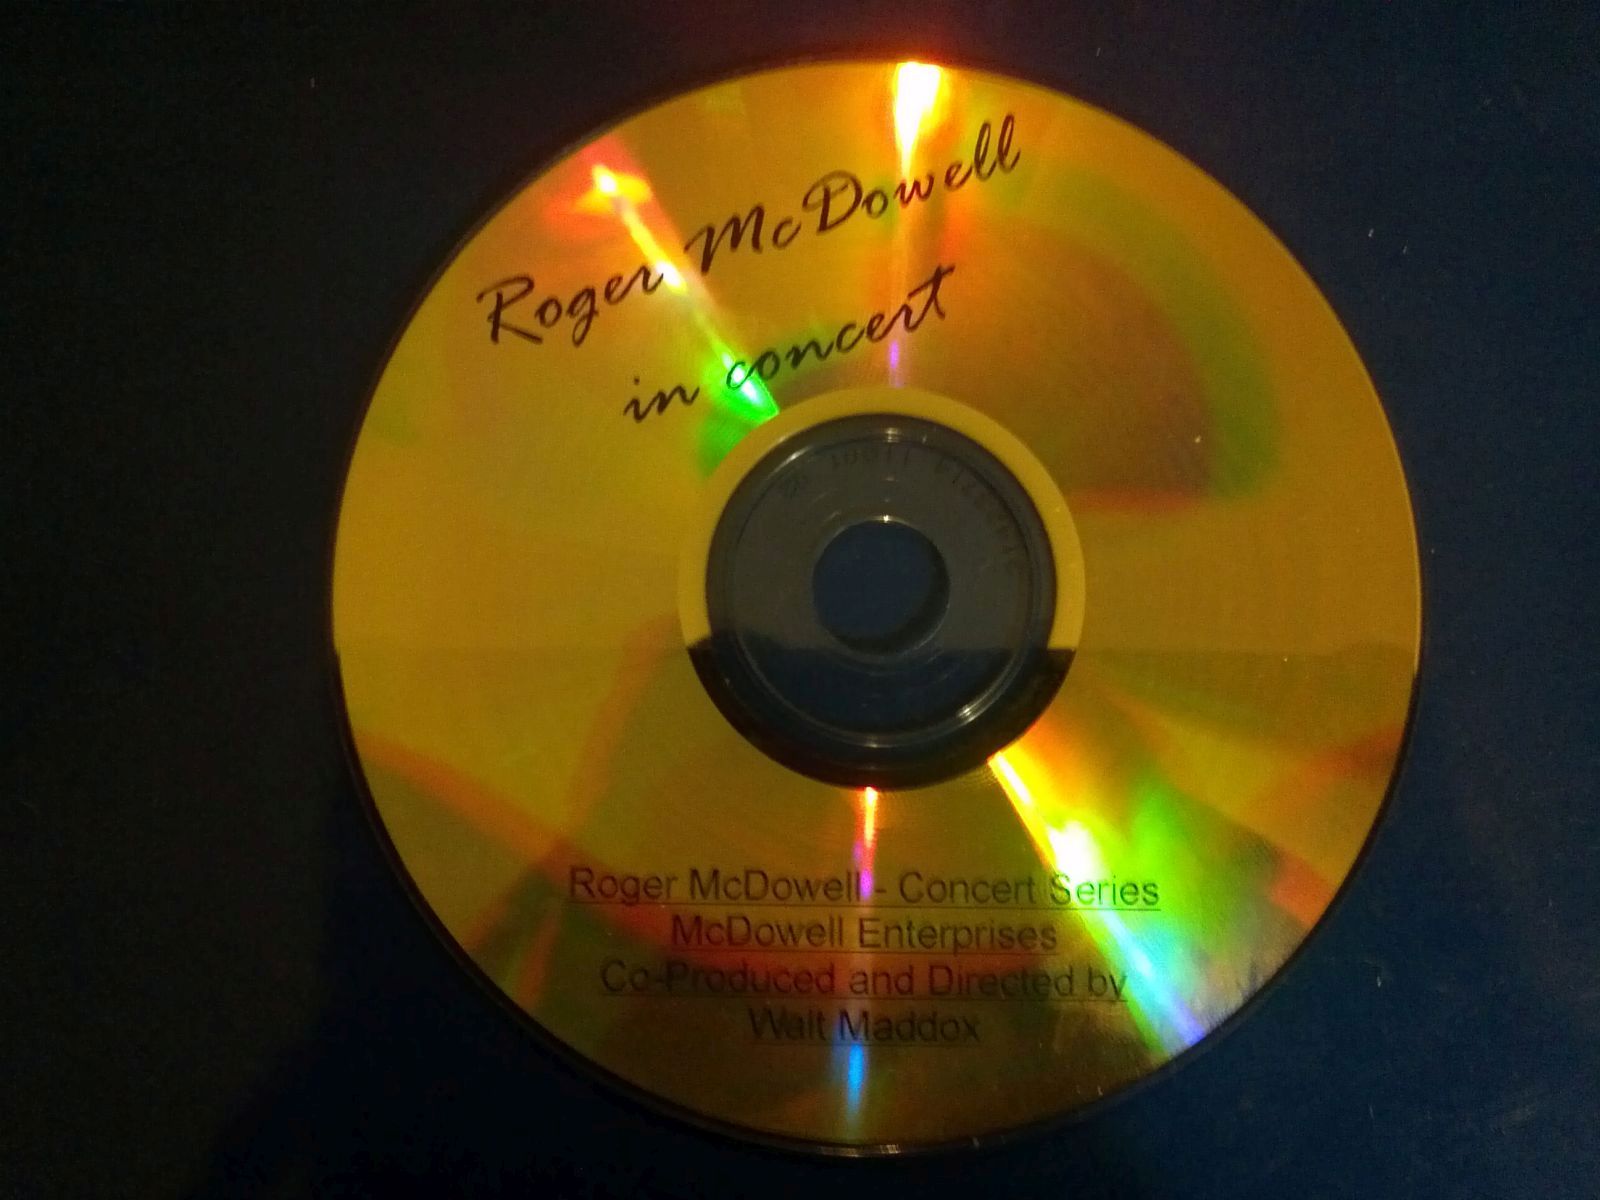 Roger McDowell
in concert
Roger McDowell - Concert Series
McDowell Enterprises
Co-Produced and Directed by
Walt Maddox